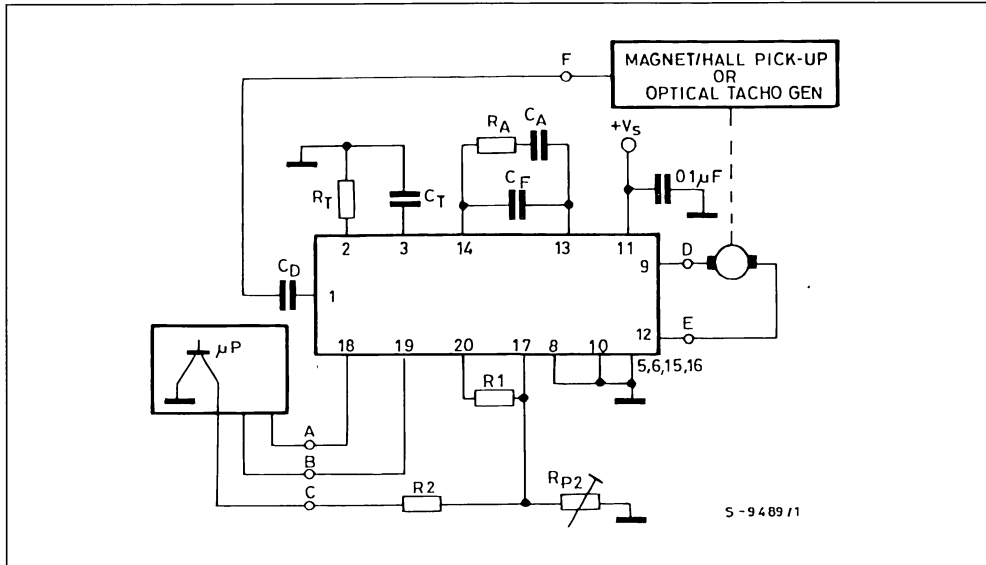 MAGNET/HALL PICK-UP
OR
OPTICAL TACHO GEN
F
+VS
RA
CA
CF
01µF
RT
CT
2
3
14
13
11
9
D
CD
1
12
E
µP
18
19
20
17
8
10
5,6,15,16
R1
A
B
C
R2
RP2
S-9489/1